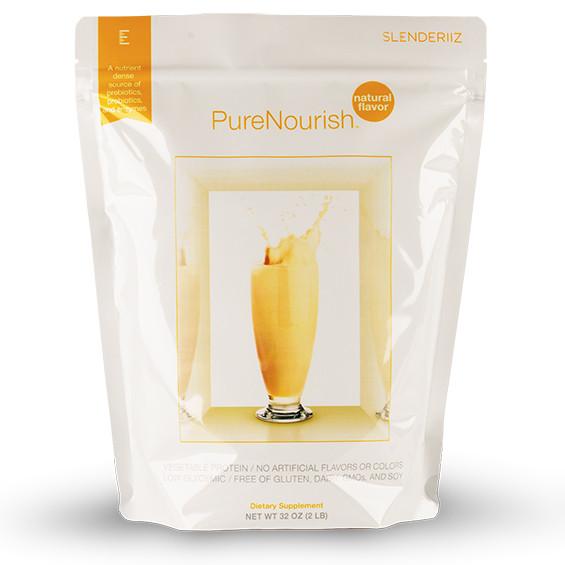 E
SLENDERIIZ
A nutrient
dense
source of
prebiotics,
probiotics,
and enzymes
natural
flavor
PureNourish™
VEGETABLE PROTEIN / NO ARTIFICIAL FLAVORS OR COLORS
LOW GLYCEMIC / FREE OF GLUTEN, DAIRY, GMOs, AND SOY
Dietary Supplement
NET WT 32 OZ (2 LB)